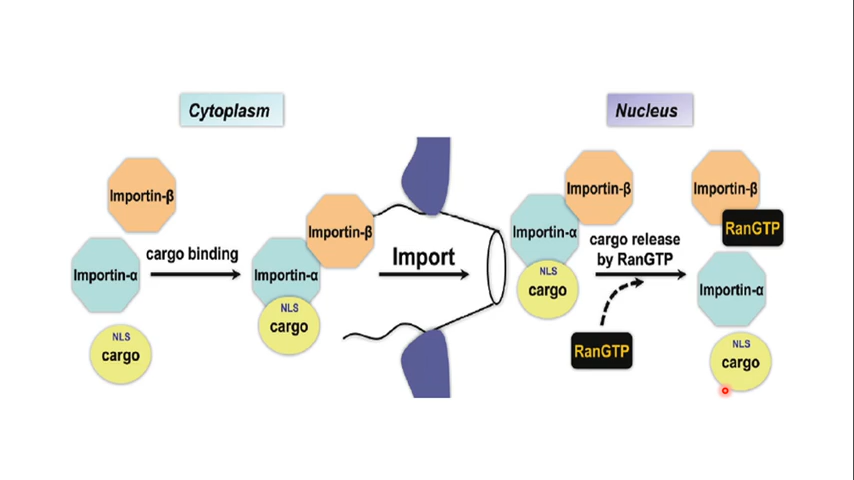 Cytoplasm
Nucleus
Importin-β
Importin-α
NLS
cargo
cargo binding
Importin-β
Importin-α
NLS
cargo
Import
Importin-β
Importin-α
NLS
cargo
cargo release
by RanGTP
RanGTP
Importin-β
RanGTP
Importin-α
NLS
cargo